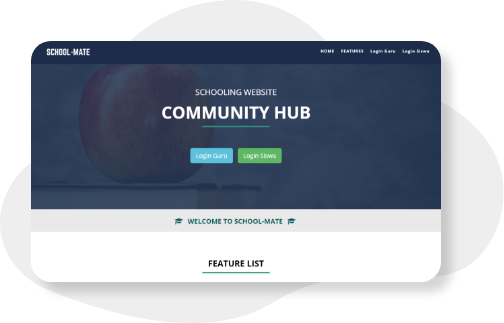 SCHOOL-MATE
HOME FEATURES Login Guru Login Siswa
SCHOOLING WEBSITE
COMMUNITY HUB
Login Guru Login Siswa
WELCOME TO SCHOOL-MATE
FEATURE LIST